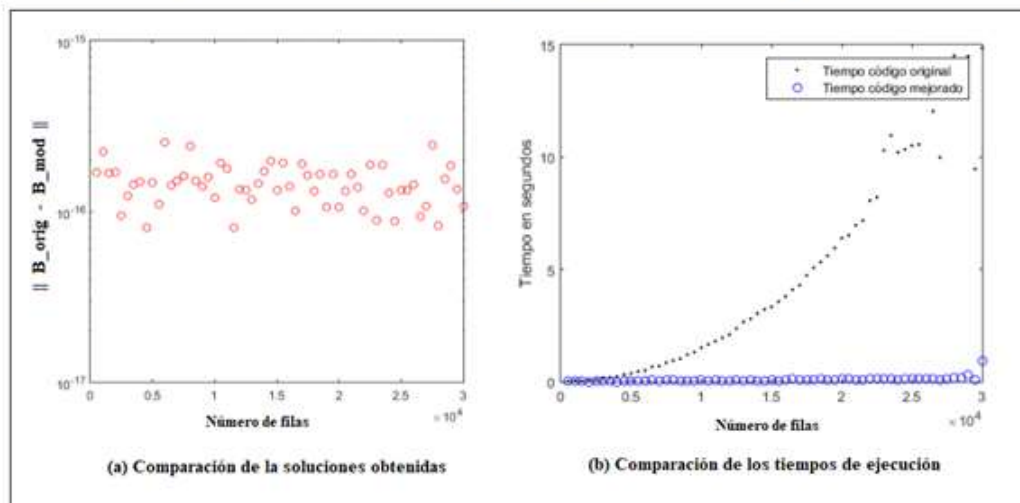 10^-15
10^-16
10^-17
|| B_orig - B_mod ||
0 0.5 1 1.5 2 2.5 3
× 10^4
Número de filas
(a) Comparación de la soluciones obtenidas
15
10
5
0
Tiempo en segundos
Tiempo código original
Tiempo código mejorado
0 0.5 1 1.5 2 2.5 3
× 10^4
Número de filas
(b) Comparación de los tiempos de ejecución